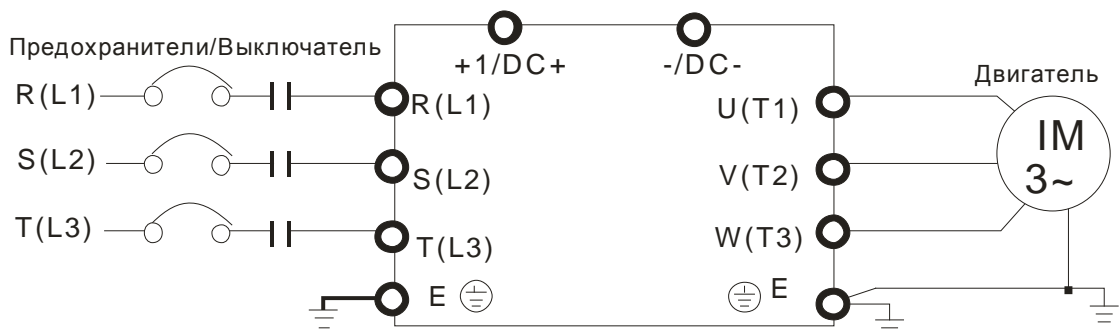 Предохранители/Выключатель
+1/DC+
-/DC-
Двигатель
R(L1)
R(L1)
U(T1)
IM
3~
S(L2)
S(L2)
V(T2)
T(L3)
T(L3)
W(T3)
E
E